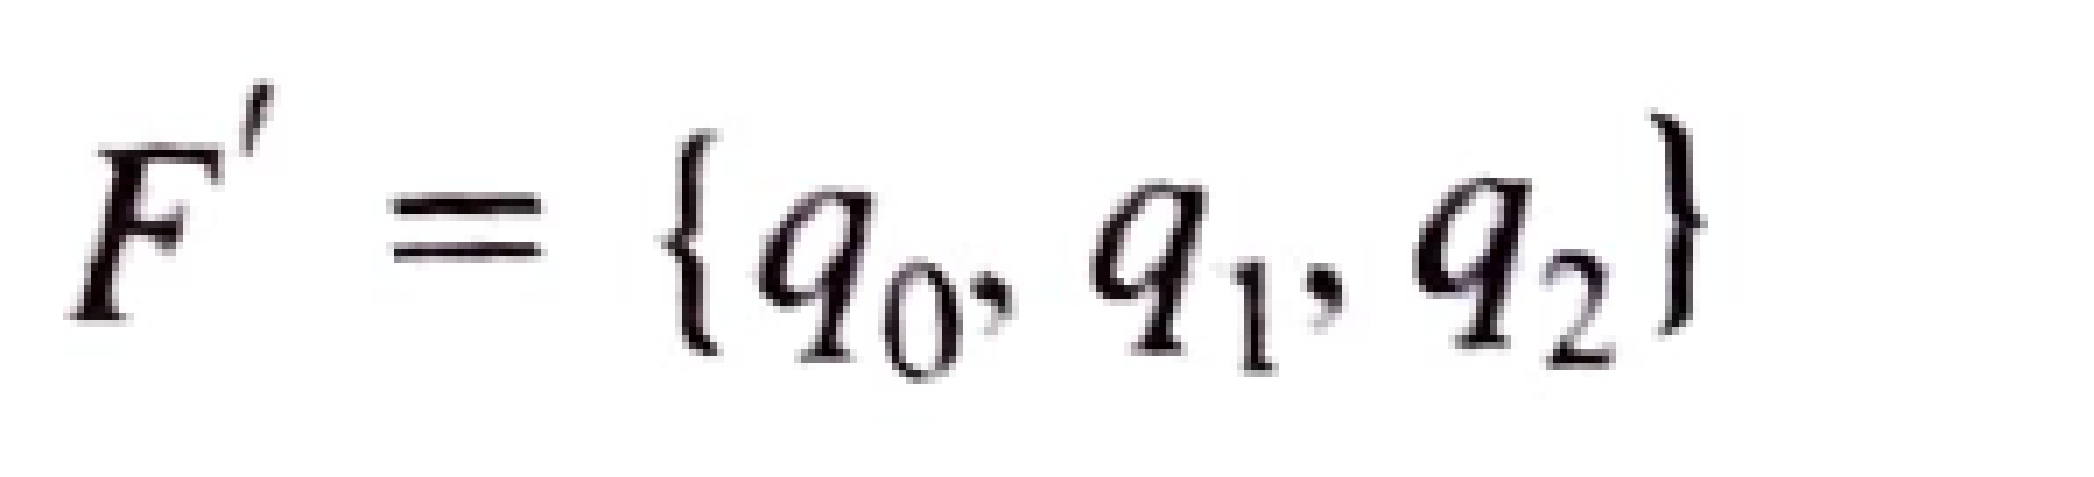 F' = {q₀, q₁, q₂}